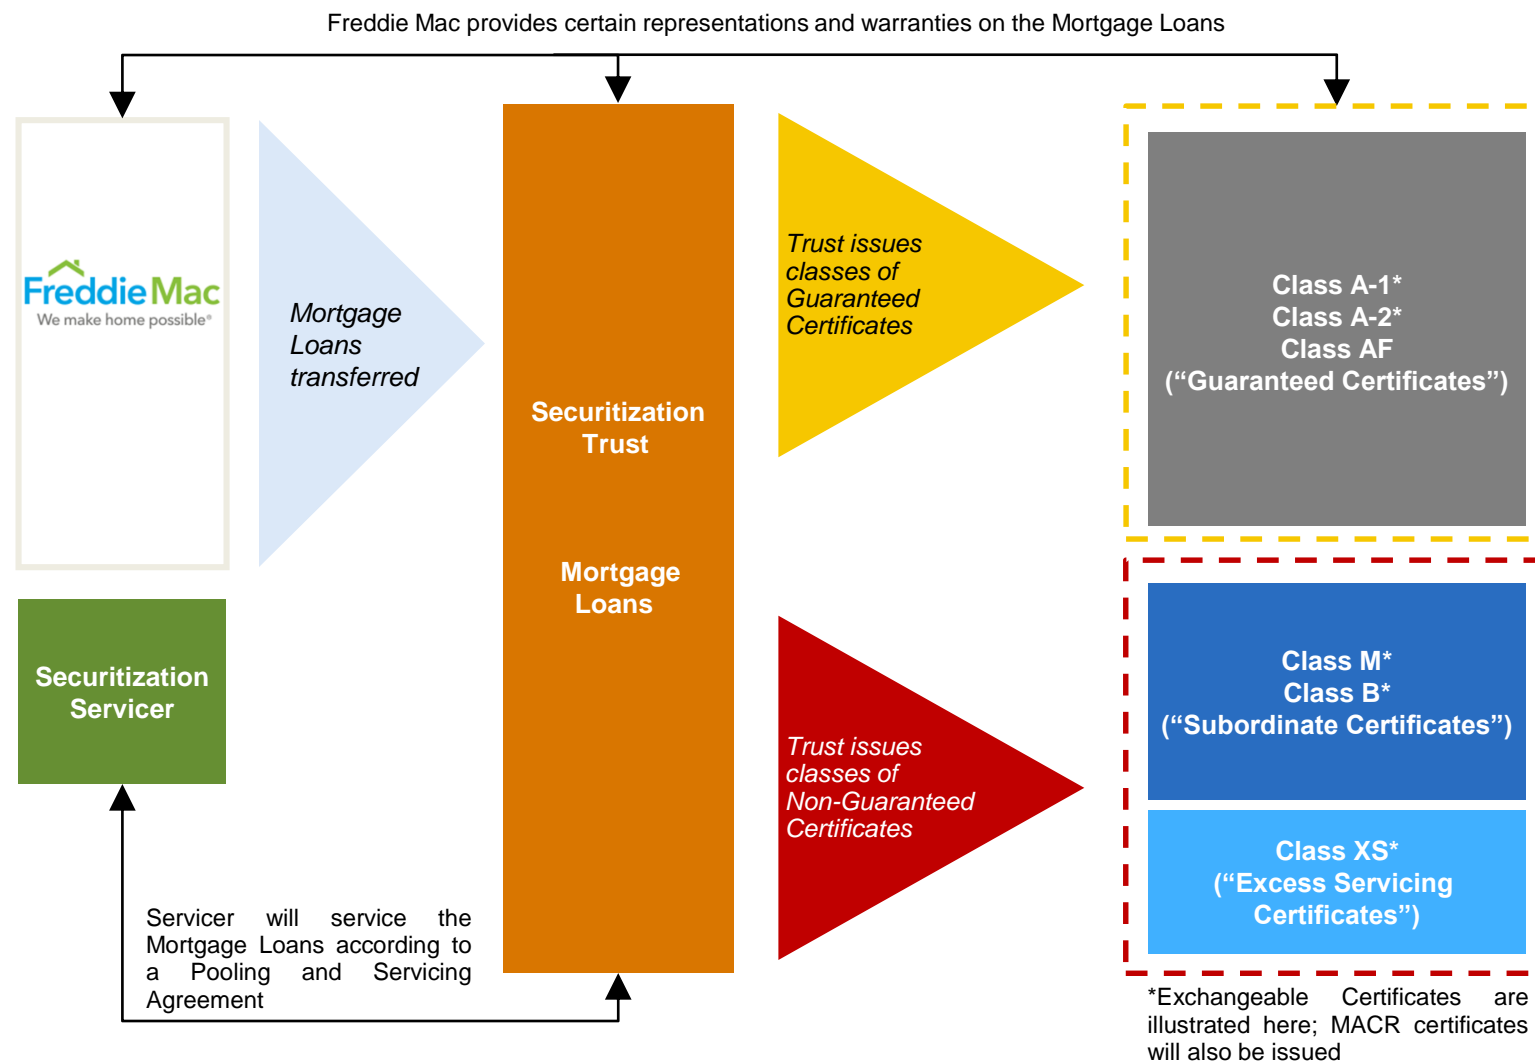 Freddie Mac provides certain representations and warranties on the Mortgage Loans
FreddieMac
We make home possible®
Mortgage
Loans
transferred
Securitization
Trust
Mortgage
Loans
Trust issues
classes of
Guaranteed
Certificates
Class A-1*
Class A-2*
Class AF
(“Guaranteed Certificates”)
Securitization
Servicer
Trust issues
classes of
Non-Guaranteed
Certificates
Class M*
Class B*
(“Subordinate Certificates”)
Class XS*
(“Excess Servicing
Certificates”)
Servicer will service the
Mortgage Loans according to
a Pooling and Servicing
Agreement
*Exchangeable Certificates are
illustrated here; MACR certificates
will also be issued